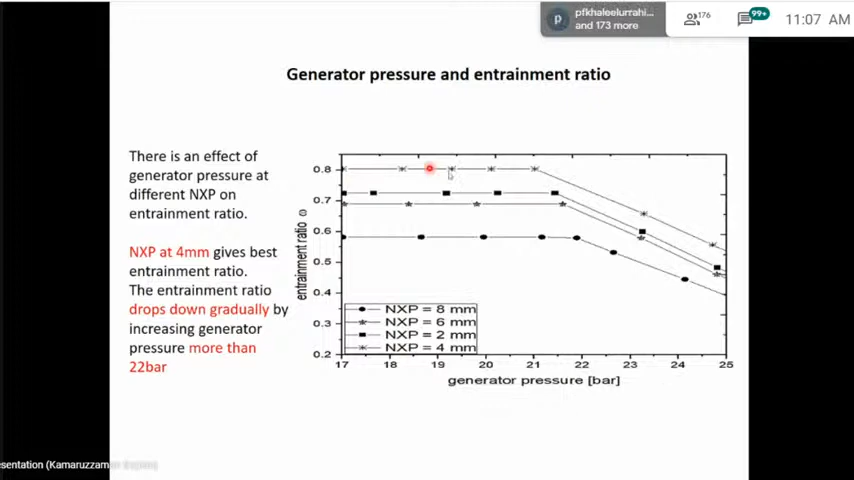 pfkhaleelurrahi...
and 173 more
176
99+
11:07 AM
Generator pressure and entrainment ratio
There is an effect of
generator pressure at
different NXP on
entrainment ratio.
NXP at 4mm gives best
entrainment ratio.
The entrainment ratio
drops down gradually by
increasing generator
pressure more than
22bar
entrainment ratio ω
0.8
0.7
0.6
0.5
0.4
0.3
0.2
NXP = 8 mm
NXP = 6 mm
NXP = 2 mm
NXP = 4 mm
17 18 19 20 21 22 23 24 25
generator pressure [bar]
esentation (Kamaruzzaman